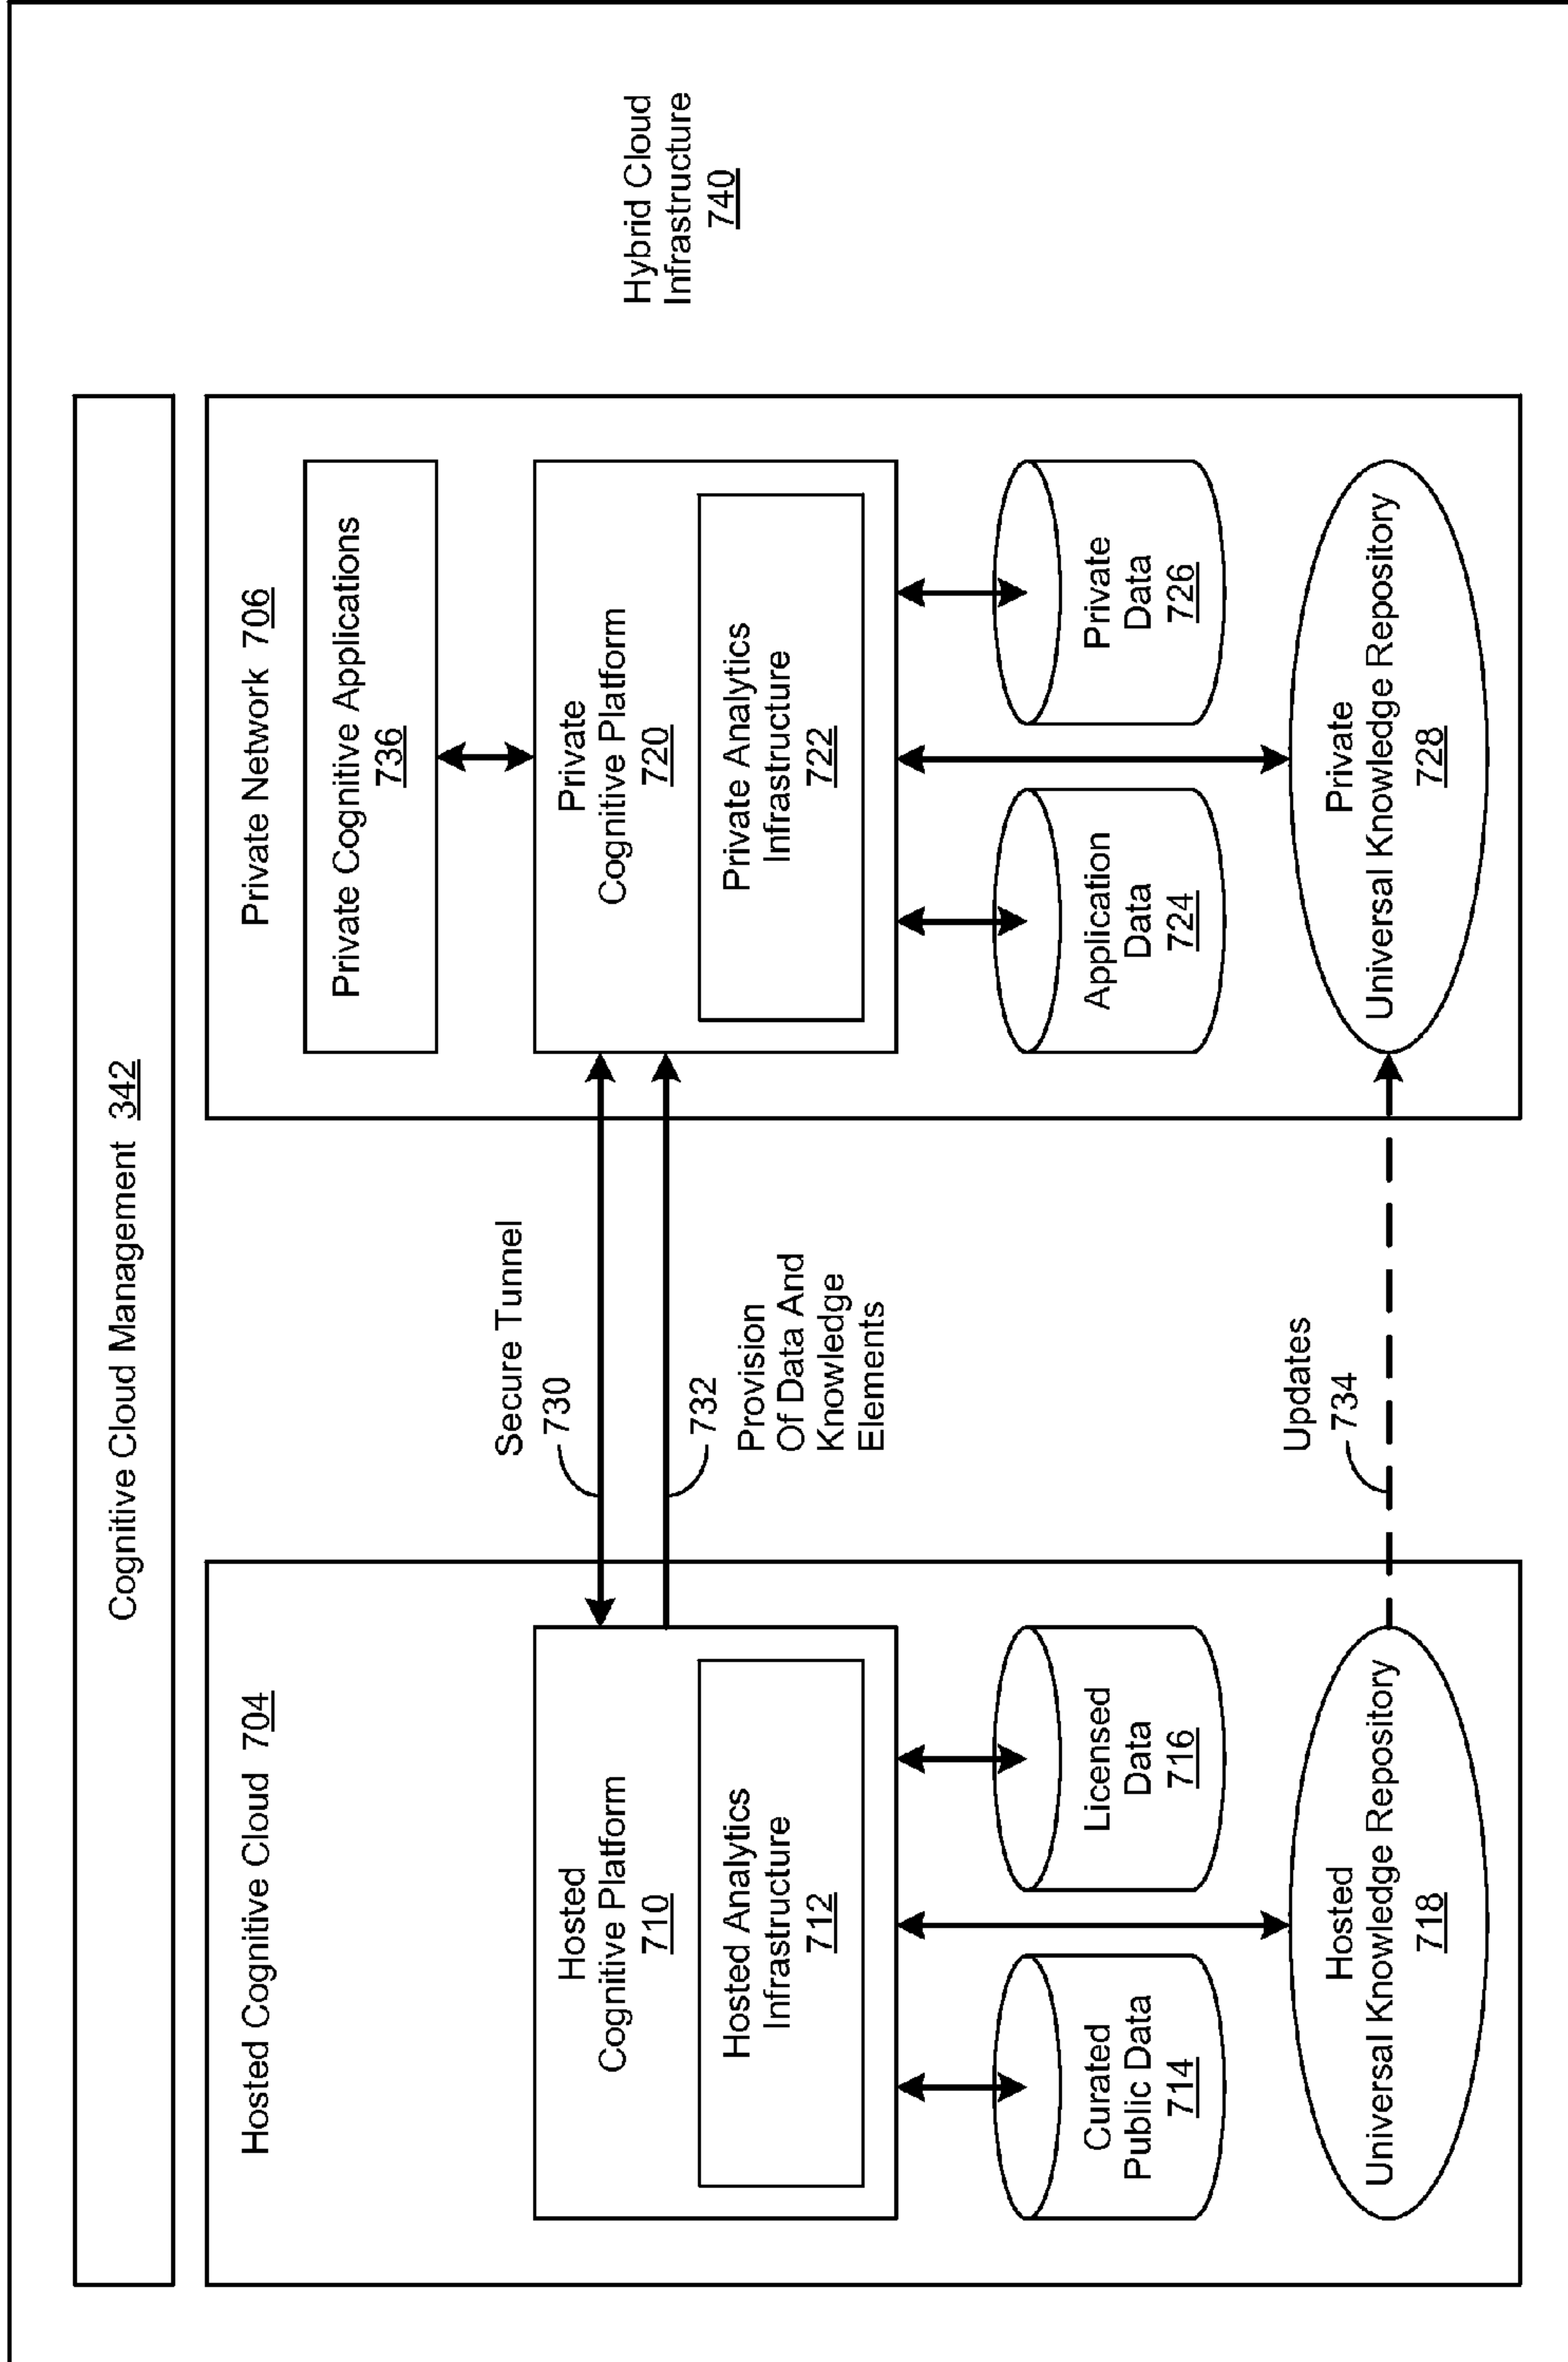 Cognitive Cloud Management 342
Hosted Cognitive Cloud 704
Hosted
Cognitive Platform
710
Hosted Analytics
Infrastructure
712
Curated
Public Data
714
Licensed
Data
716
Hosted
Universal Knowledge Repository
718
Secure Tunnel
730
732
Provision
Of Data And
Knowledge
Elements
Updates
734
Private Network 706
Private Cognitive Applications
736
Private
Cognitive Platform
720
Private Analytics
Infrastructure
722
Application
Data
724
Private
Data
726
Private
Universal Knowledge Repository
728
Hybrid Cloud
Infrastructure
740